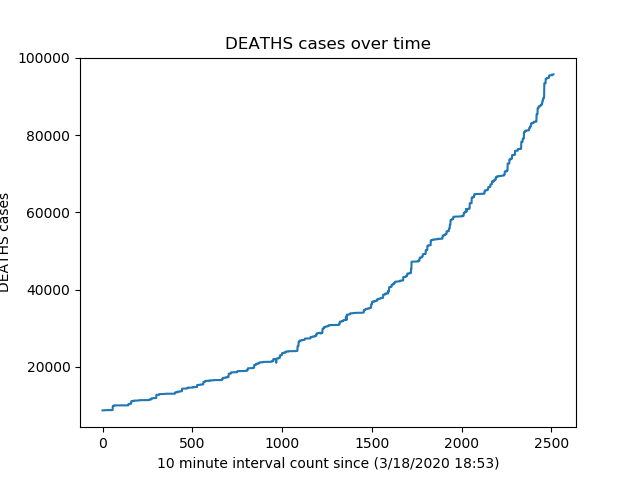 DEATHS cases over time
100000
80000
60000
40000
20000
DEATHS cases
0 500 1000 1500 2000 2500
10 minute interval count since (3/18/2020 18:53)